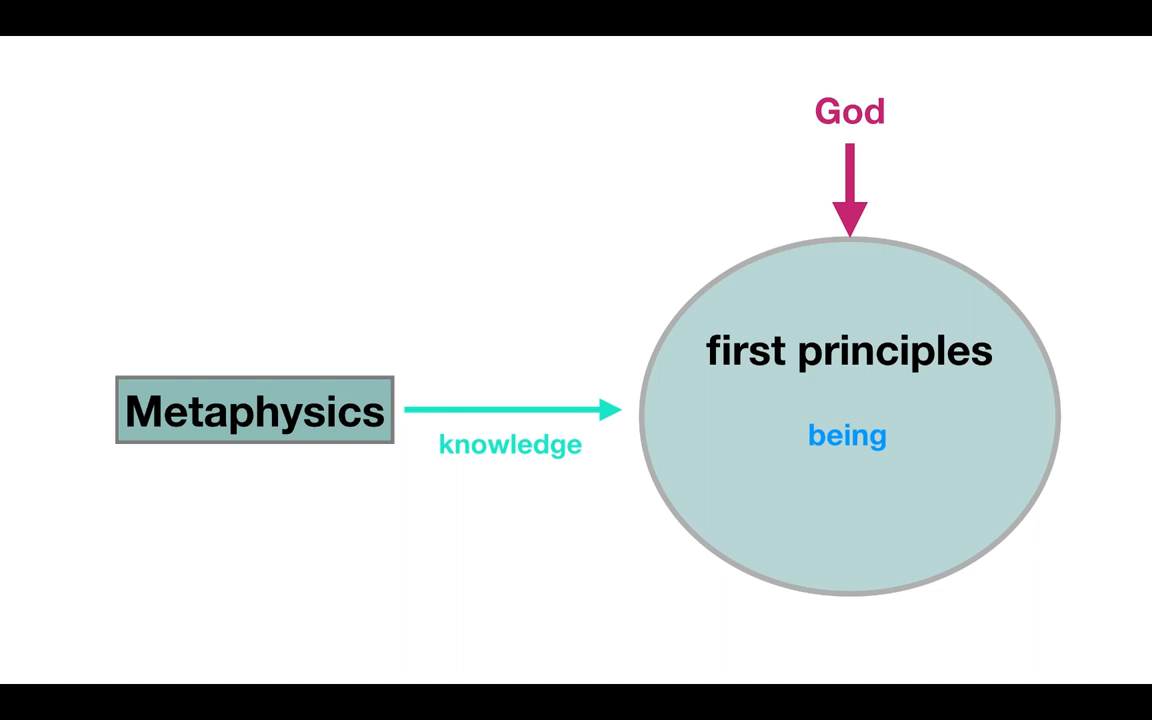 God
first principles
Metaphysics
being
knowledge